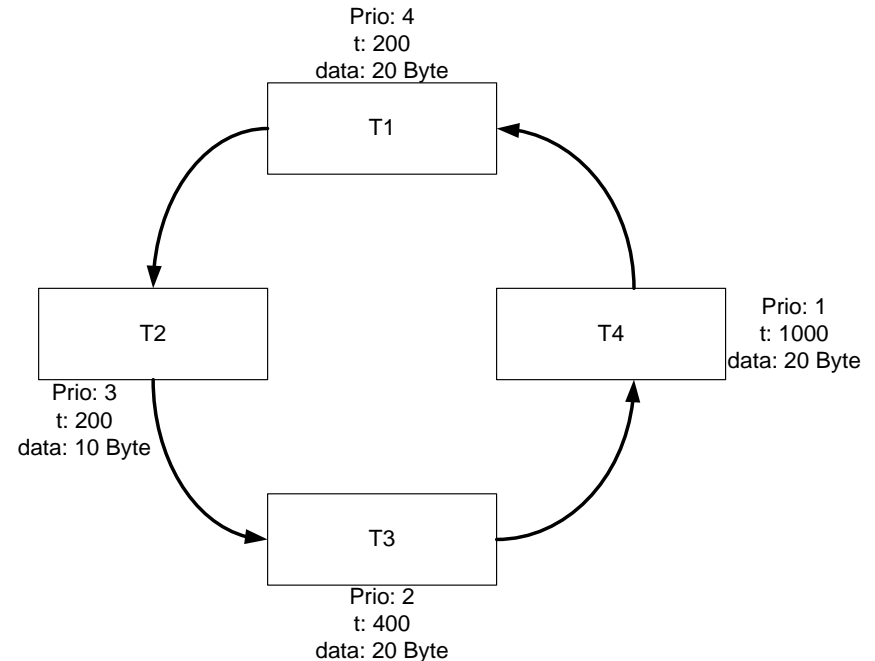 Prio: 4
t: 200
data: 20 Byte
T1
T2
T4
Prio: 1
t: 1000
data: 20 Byte
Prio: 3
t: 200
data: 10 Byte
T3
Prio: 2
t: 400
data: 20 Byte